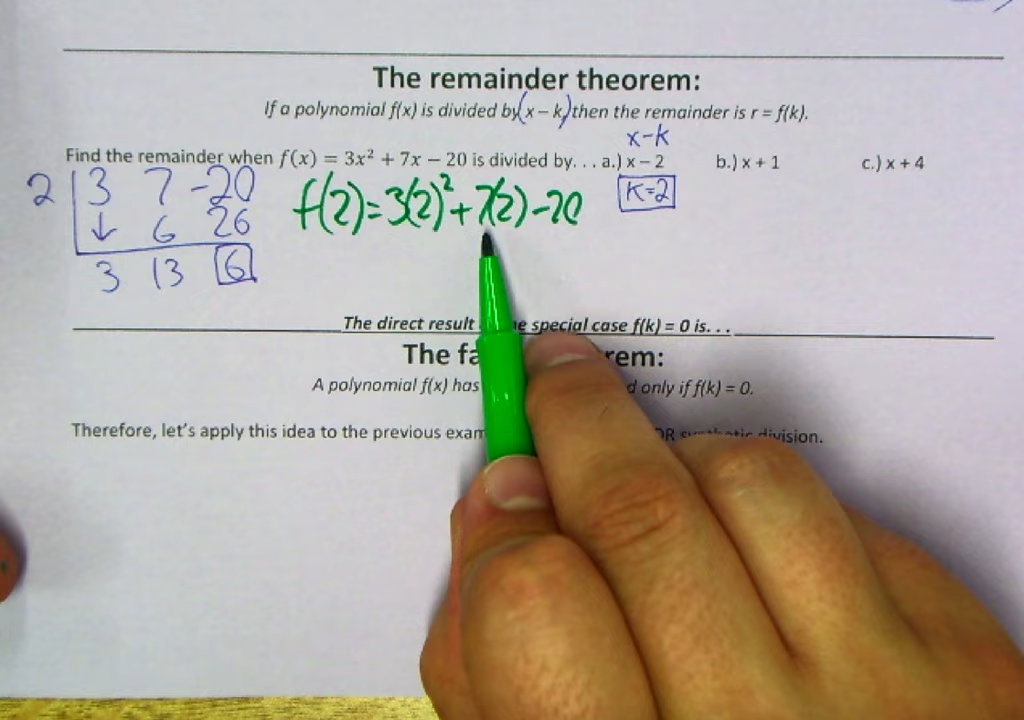 The remainder theorem:
If a polynomial f(x) is divided by (x – k) then the remainder is r = f(k).
x-k
Find the remainder when f(x) = 3x² + 7x − 20 is divided by. . . a.) x – 2 b.) x + 1 c.) x + 4
K=2
2 3 7 -20
↓ 6 26
3 13 6
f(2)=3(2)²+7(2)-20
The direct result special case f(k) = 0 is. . .
The
A polynomial f(x) has only if f(k) = 0.
Therefore, let's apply this idea to the previous OR synthetic division.